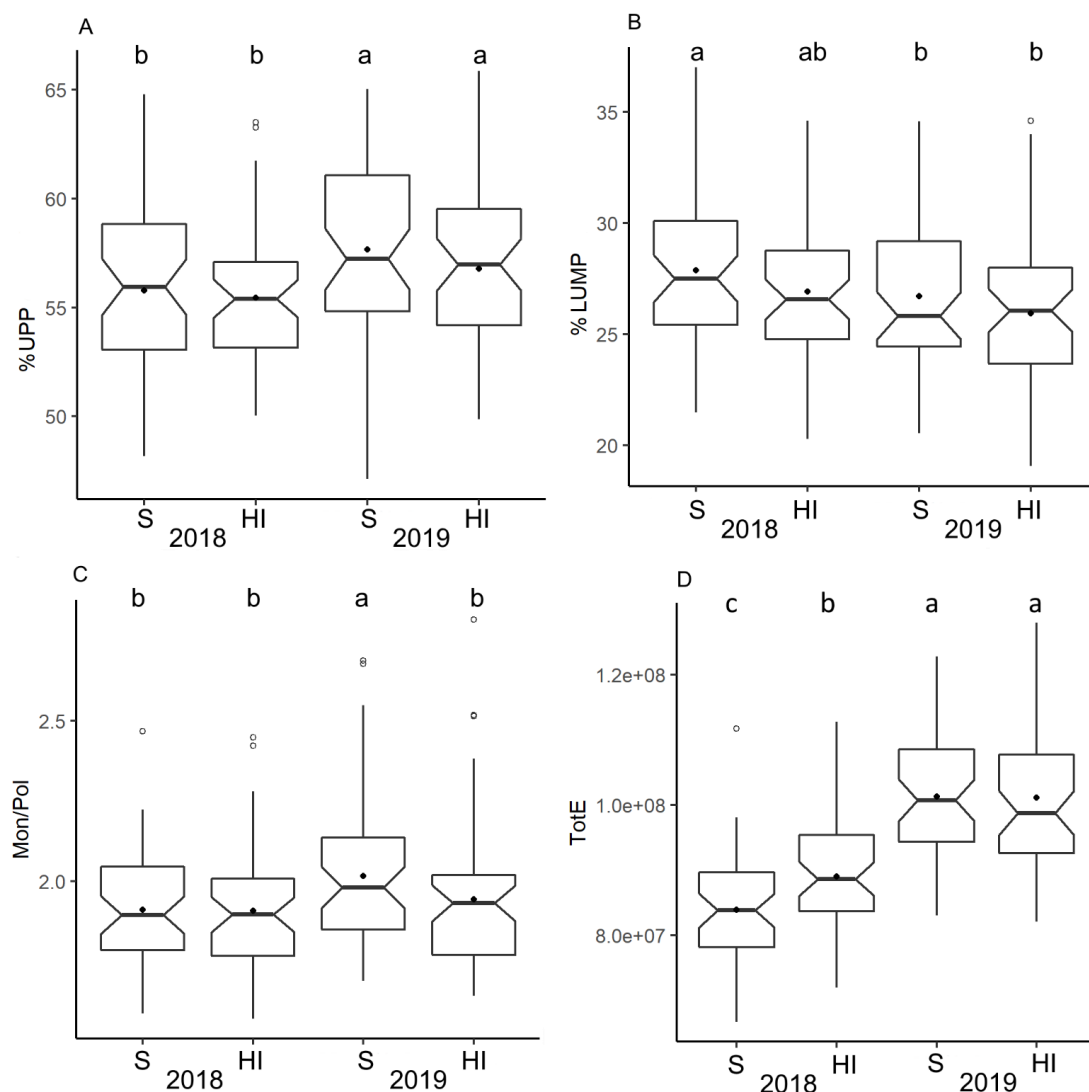 A
b b a a
65
60
55
50
%UPP
S HI S HI
2018 2019
B
a ab b b
35
30
25
20
% LUMP
S HI S HI
2018 2019
C
b b a b
2.5
2.0
Mon/Pol
S HI S HI
2018 2019
D
c b a a
1.2e+08
1.0e+08
8.0e+07
TotE
S HI S HI
2018 2019